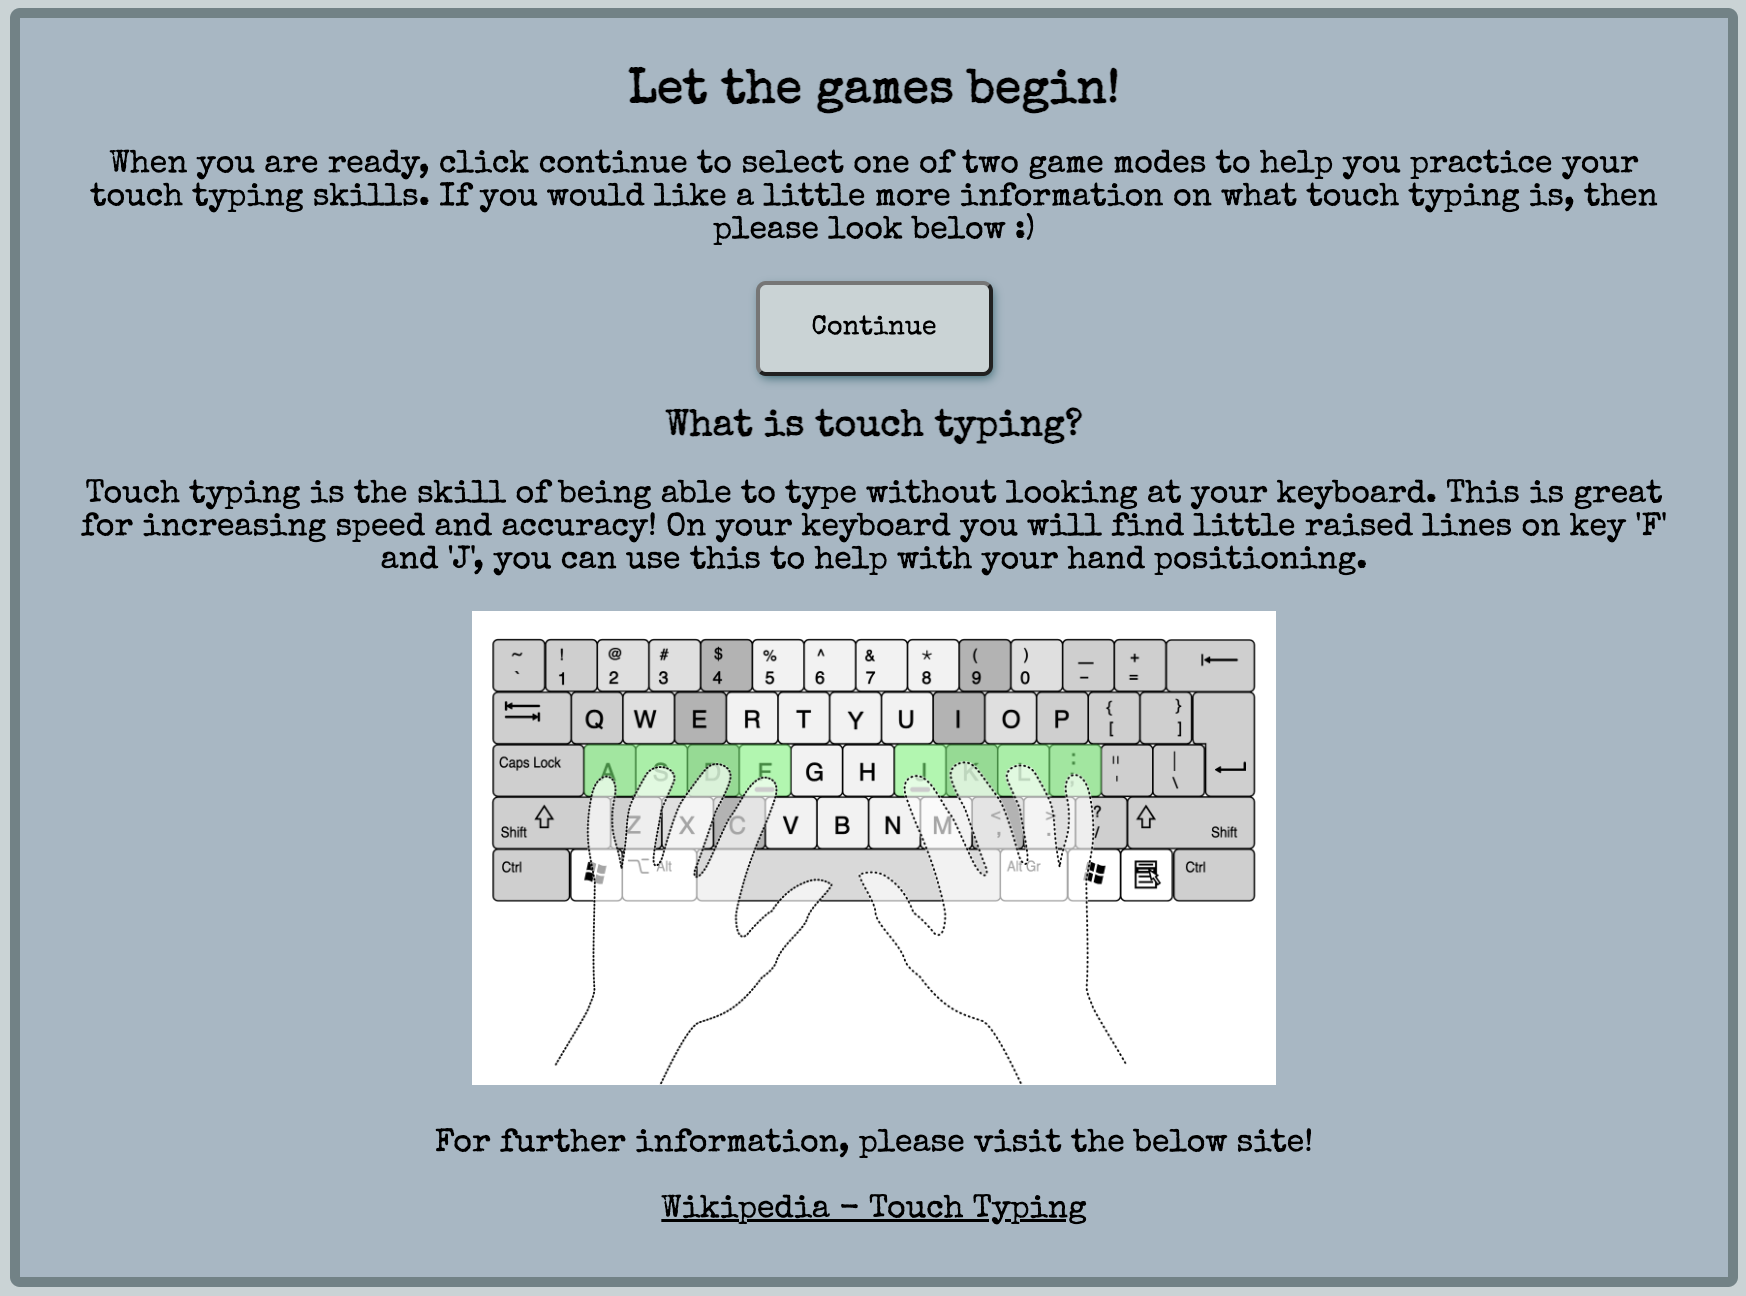 Let the games begin!
When you are ready, click continue to select one of two game modes to help you practice your
touch typing skills. If you would like a little more information on what touch typing is, then
please look below :)
Continue
What is touch typing?
Touch typing is the skill of being able to type without looking at your keyboard. This is great
for increasing speed and accuracy! On your keyboard you will find little raised lines on key 'F'
and 'J', you can use this to help with your hand positioning.
~ ! @ # $ % ^ & * ( ) _ +
` 1 2 3 4 5 6 7 8 9 0 - =
Q W E R T Y U I O P { [ } ]
Caps Lock A S D F G H J K L : ; " ' | \
Shift Z X C V B N M < , > . ? / Shift
Ctrl Alt Alt Gr Ctrl
For further information, please visit the below site!
Wikipedia - Touch Typing